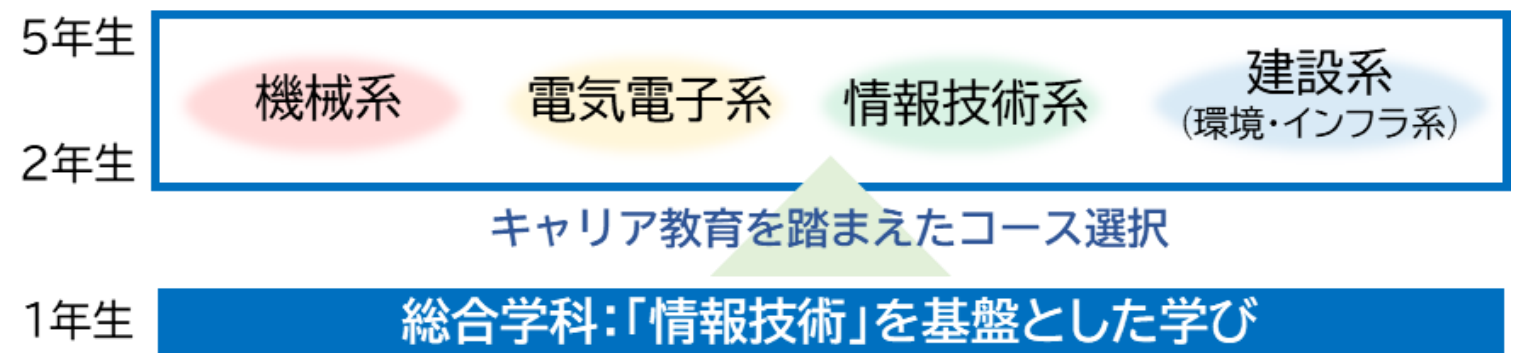 5年生
機械系
電気電子系
情報技術系
建設系
(環境・インフラ系)
2年生
キャリア教育を踏まえたコース選択
1年生
総合学科:「情報技術」を基盤とした学び